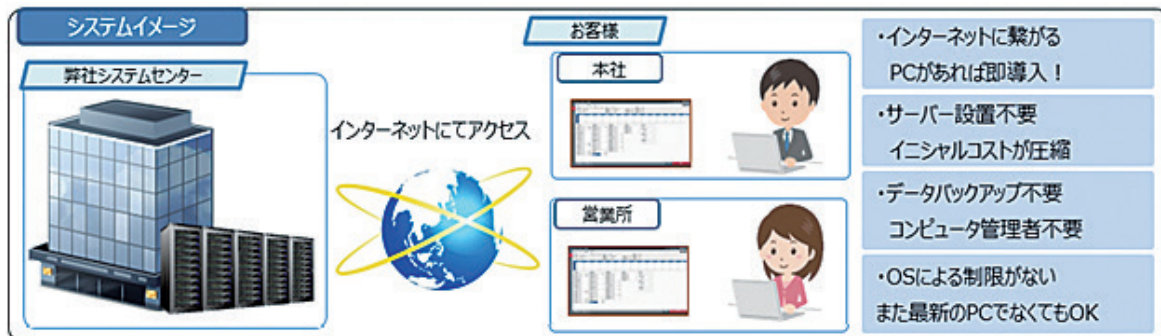 システムイメージ
弊社システムセンター
インターネットにてアクセス
お客様
本社
営業所
・インターネットに繋がる
PCがあれば即導入！
・サーバー設置不要
イニシャルコストが圧縮
・データバックアップ不要
コンピュータ管理者不要
・OSによる制限がない
また最新のPCでなくてもOK